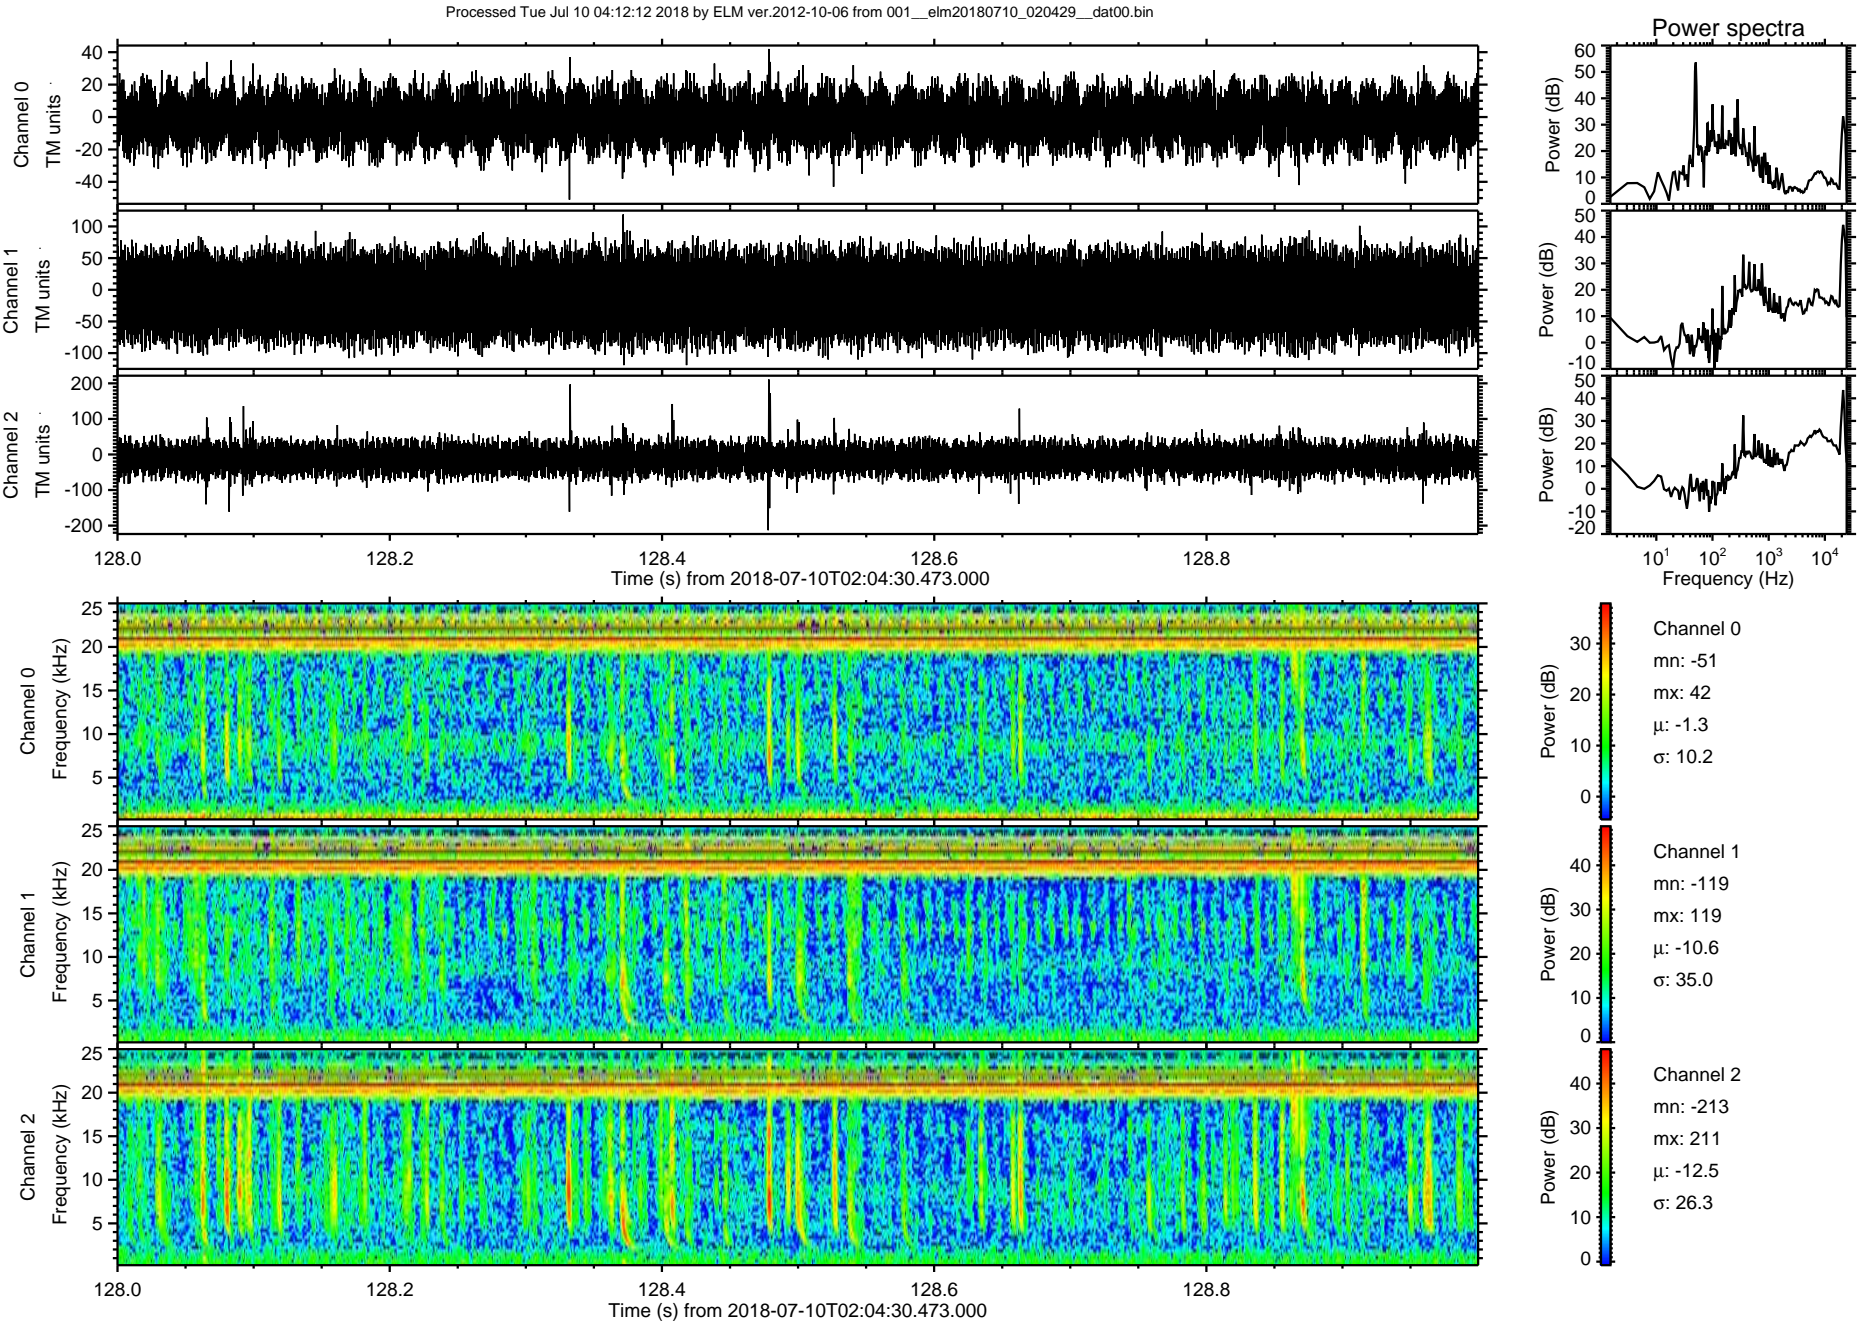 Processed Tue Jul 10 04:12:12 2018 by ELM ver.2012-10-06 from 001__elm20180710_020429__dat00.bin
Power spectra
Channel 0
TM units
40
20
0
-20
-40
Power (dB)
60
50
40
30
20
10
0
Channel 1
TM units
100
50
0
-50
-100
Power (dB)
50
40
30
20
10
0
-10
Channel 2
TM units
200
100
0
-100
-200
Power (dB)
50
40
30
20
10
0
-10
-20
128.0 128.2 128.4 128.6 128.8
Time (s) from 2018-07-10T02:04:30.473.000
10¹ 10² 10³ 10⁴
Frequency (Hz)
Channel 0
Frequency (kHz)
25
20
15
10
5
Power (dB)
30
20
10
0
Channel 0
mn: -51
mx: 42
μ: -1.3
σ: 10.2
Channel 1
Frequency (kHz)
25
20
15
10
5
Power (dB)
40
30
20
10
0
Channel 1
mn: -119
mx: 119
μ: -10.6
σ: 35.0
Channel 2
Frequency (kHz)
25
20
15
10
5
Power (dB)
40
30
20
10
0
Channel 2
mn: -213
mx: 211
μ: -12.5
σ: 26.3
128.0 128.2 128.4 128.6 128.8
Time (s) from 2018-07-10T02:04:30.473.000